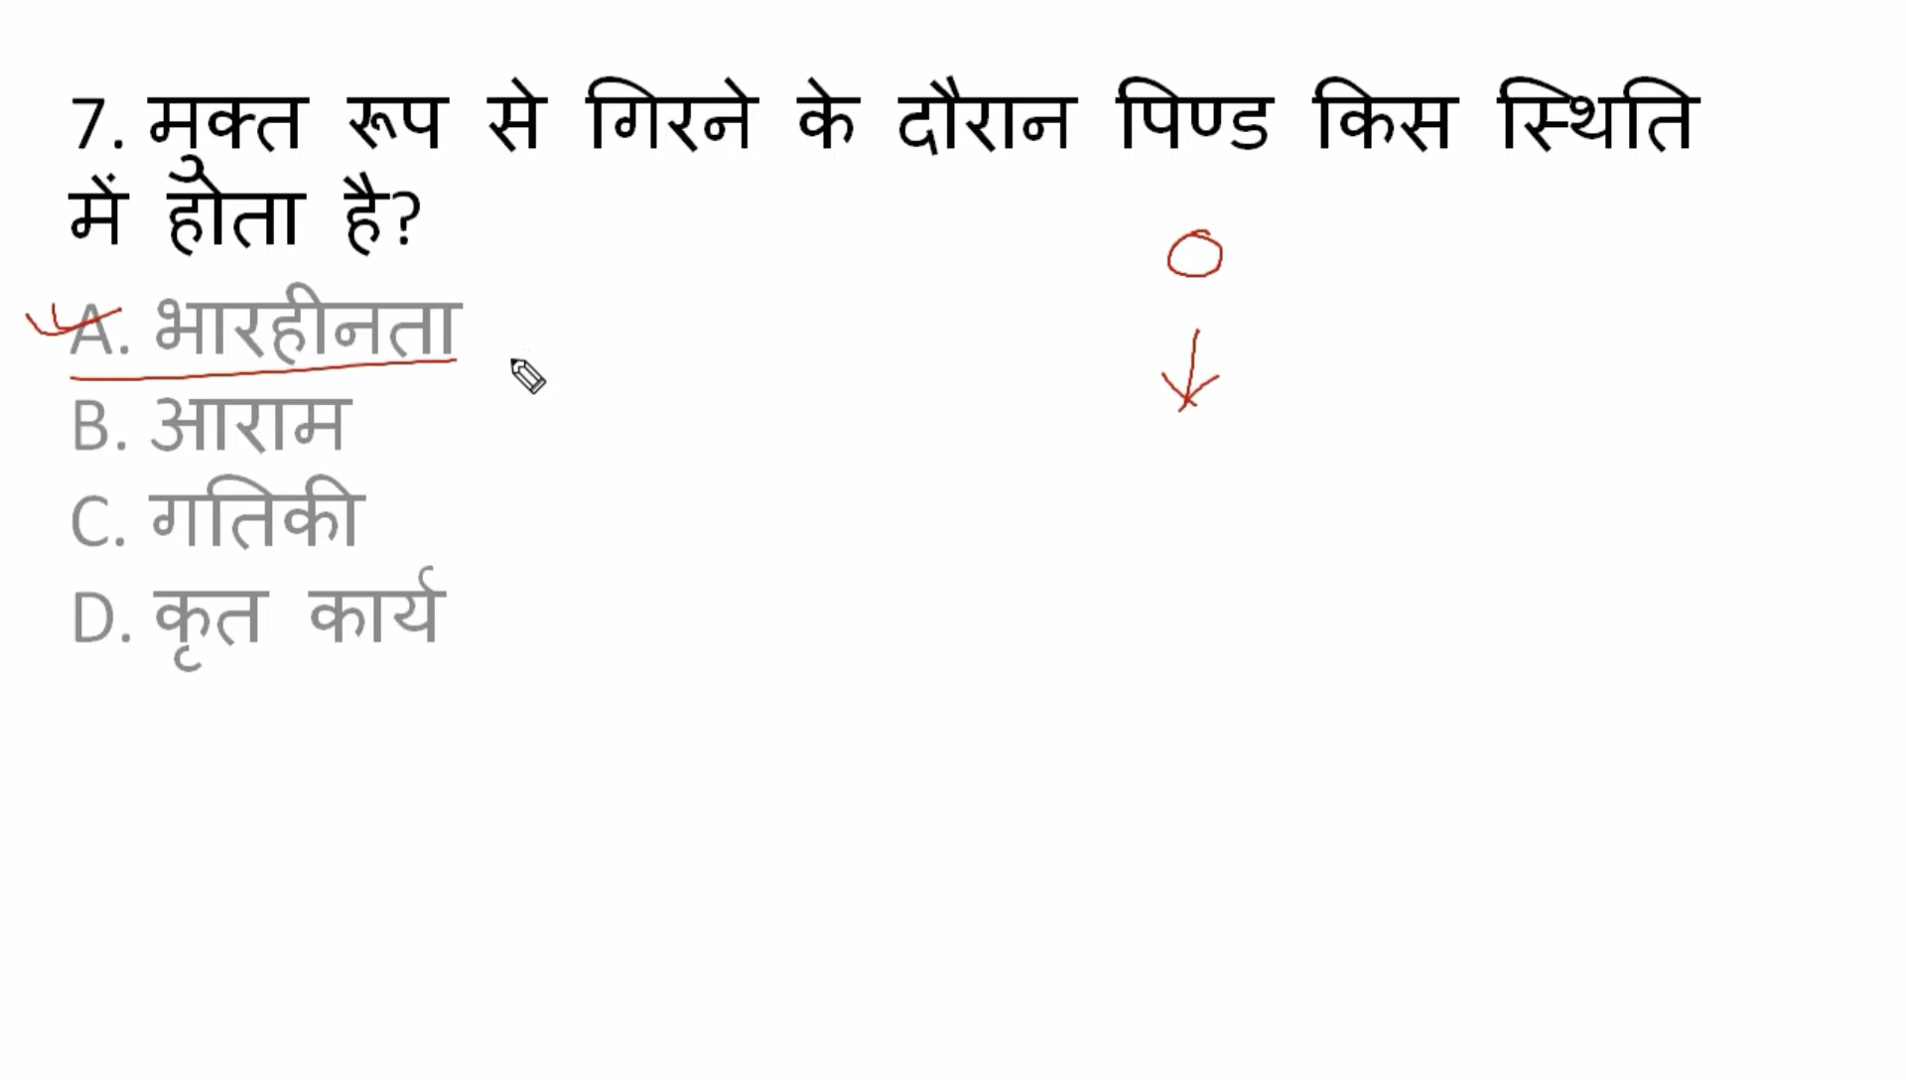 7. मुक्त रूप से गिरने के दौरान पिण्ड किस स्थिति
में होता है?
A. भारहीनता
B. आराम
C. गतिकी
D. कृत कार्य